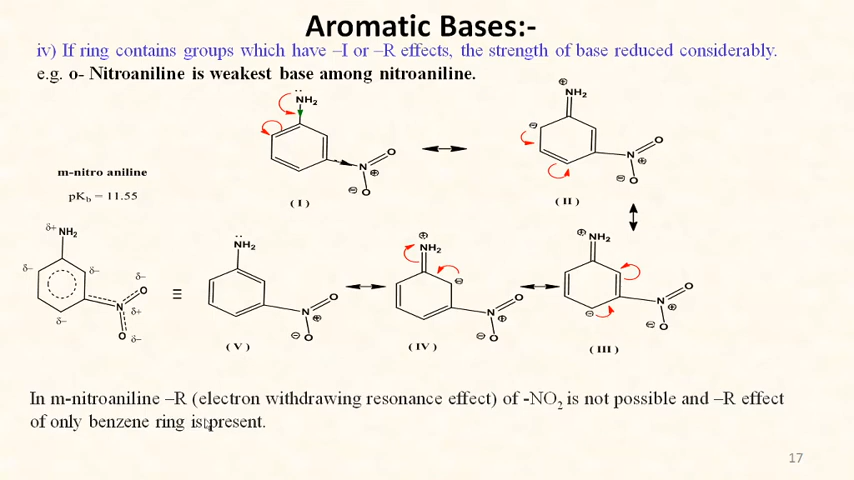 Aromatic Bases:-
iv) If ring contains groups which have –I or –R effects, the strength of base reduced considerably.
e.g. o- Nitroaniline is weakest base among nitroaniline.
⊕
NH2
NH2
⊖
O
N
⊕
⊖ O
O
N
⊕
⊖ O
m-nitro aniline
pKb = 11.55
( I )
( II )
δ+ NH2
δ–
δ–
δ–
δ–
O
N
δ+
O δ–
≡
NH2
O
N
⊕
⊖ O
( V )
⊕
NH2
⊖
O
N
⊕
⊖ O
( IV )
⊕ NH2
⊖
O
N
⊕
⊖ O
( III )
In m-nitroaniline –R (electron withdrawing resonance effect) of -NO2 is not possible and –R effect
of only benzene ring is present.
17